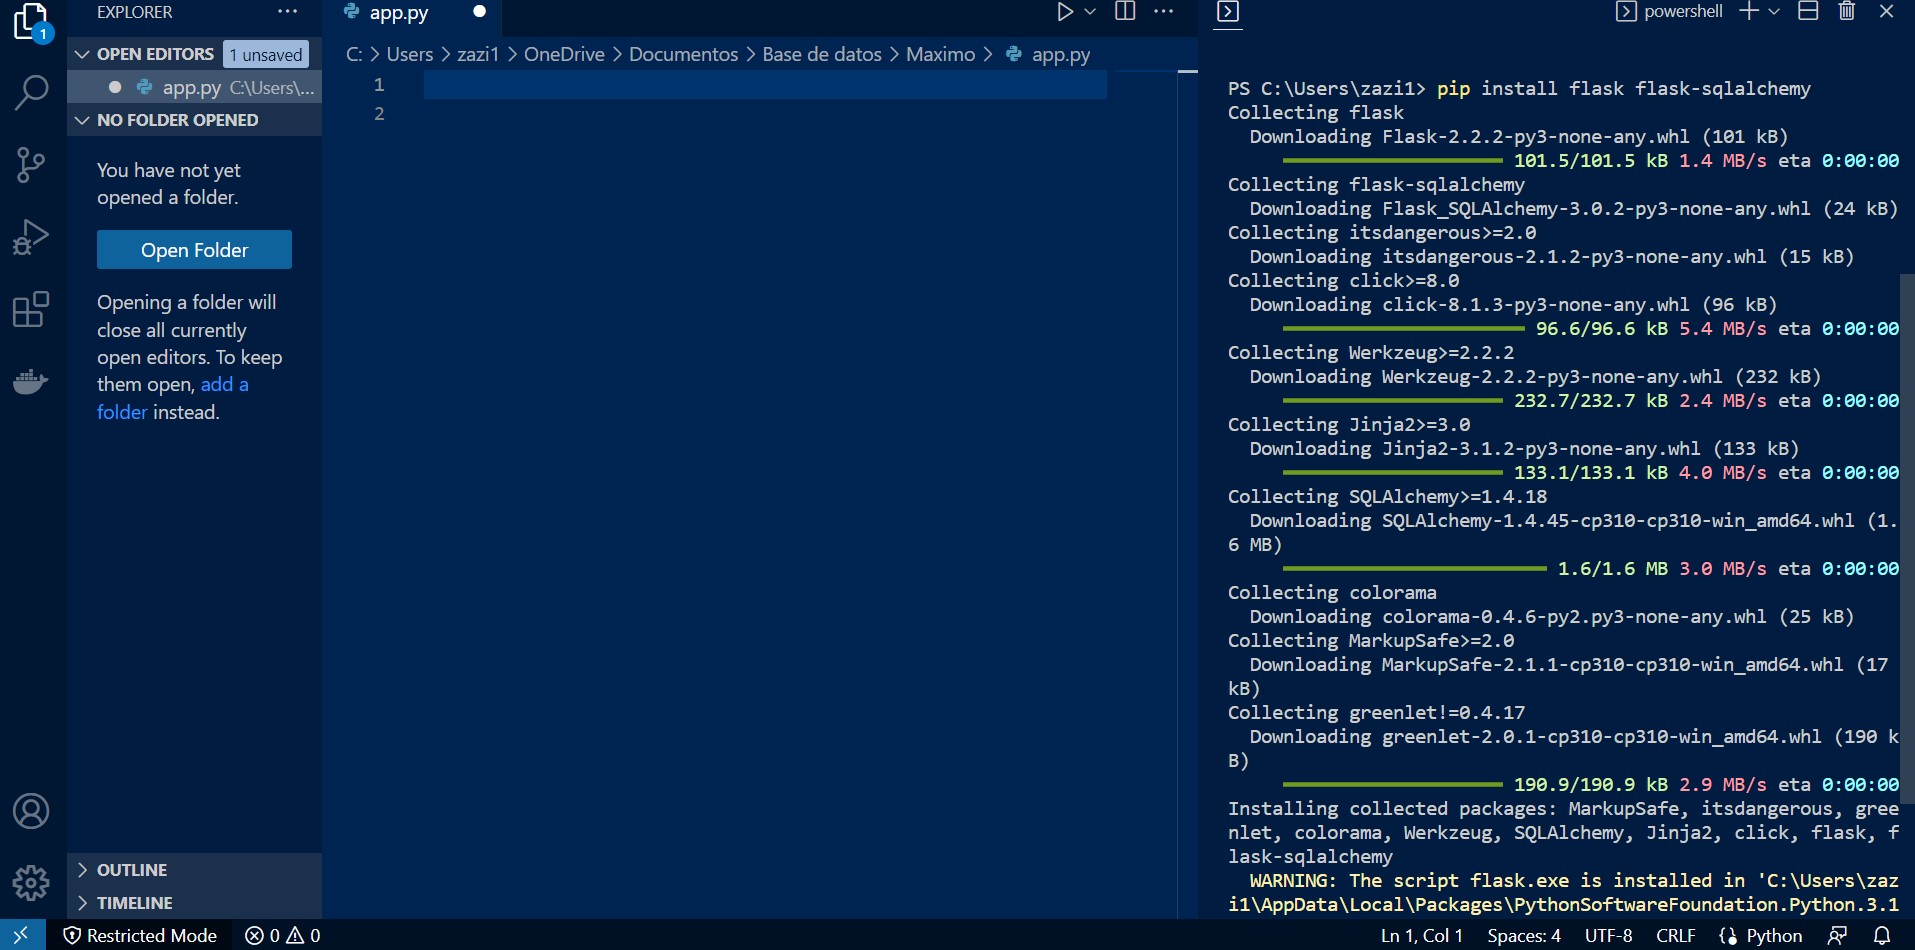 EXPLORER
1
OPEN EDITORS 1 unsaved
app.py C:\Users\...
NO FOLDER OPENED
You have not yet
opened a folder.
Open Folder
Opening a folder will
close all currently
open editors. To keep
them open, add a
folder instead.
OUTLINE
TIMELINE
app.py
C: > Users > zazi1 > OneDrive > Documentos > Base de datos > Maximo > app.py
1
2
powershell
PS C:\Users\zazi1> pip install flask flask-sqlalchemy
Collecting flask
Downloading Flask-2.2.2-py3-none-any.whl (101 kB)
101.5/101.5 kB 1.4 MB/s eta 0:00:00
Collecting flask-sqlalchemy
Downloading Flask_SQLAlchemy-3.0.2-py3-none-any.whl (24 kB)
Collecting itsdangerous>=2.0
Downloading itsdangerous-2.1.2-py3-none-any.whl (15 kB)
Collecting click>=8.0
Downloading click-8.1.3-py3-none-any.whl (96 kB)
96.6/96.6 kB 5.4 MB/s eta 0:00:00
Collecting Werkzeug>=2.2.2
Downloading Werkzeug-2.2.2-py3-none-any.whl (232 kB)
232.7/232.7 kB 2.4 MB/s eta 0:00:00
Collecting Jinja2>=3.0
Downloading Jinja2-3.1.2-py3-none-any.whl (133 kB)
133.1/133.1 kB 4.0 MB/s eta 0:00:00
Collecting SQLAlchemy>=1.4.18
Downloading SQLAlchemy-1.4.45-cp310-cp310-win_amd64.whl (1.
6 MB)
1.6/1.6 MB 3.0 MB/s eta 0:00:00
Collecting colorama
Downloading colorama-0.4.6-py2.py3-none-any.whl (25 kB)
Collecting MarkupSafe>=2.0
Downloading MarkupSafe-2.1.1-cp310-cp310-win_amd64.whl (17
kB)
Collecting greenlet!=0.4.17
Downloading greenlet-2.0.1-cp310-cp310-win_amd64.whl (190 k
B)
190.9/190.9 kB 2.9 MB/s eta 0:00:00
Installing collected packages: MarkupSafe, itsdangerous, gree
nlet, colorama, Werkzeug, SQLAlchemy, Jinja2, click, flask, f
lask-sqlalchemy
WARNING: The script flask.exe is installed in 'C:\Users\zaz
i1\AppData\Local\Packages\PythonSoftwareFoundation.Python.3.1
Restricted Mode 0 0 Ln 1, Col 1 Spaces: 4 UTF-8 CRLF Python